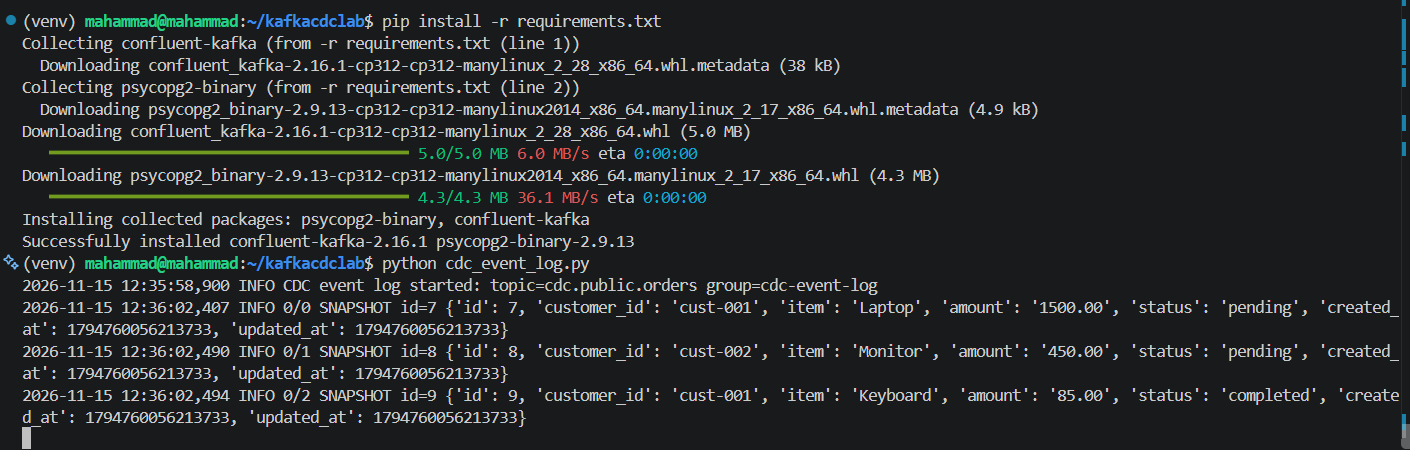 (venv) mahammad@mahammad:~/kafkacdclab$ pip install -r requirements.txt
Collecting confluent-kafka (from -r requirements.txt (line 1))
  Downloading confluent_kafka-2.16.1-cp312-cp312-manylinux_2_28_x86_64.whl.metadata (38 kB)
Collecting psycopg2-binary (from -r requirements.txt (line 2))
  Downloading psycopg2_binary-2.9.13-cp312-cp312-manylinux2014_x86_64.manylinux_2_17_x86_64.whl.metadata (4.9 kB)
Downloading confluent_kafka-2.16.1-cp312-cp312-manylinux_2_28_x86_64.whl (5.0 MB)
5.0/5.0 MB 6.0 MB/s eta 0:00:00
Downloading psycopg2_binary-2.9.13-cp312-cp312-manylinux2014_x86_64.manylinux_2_17_x86_64.whl (4.3 MB)
4.3/4.3 MB 36.1 MB/s eta 0:00:00
Installing collected packages: psycopg2-binary, confluent-kafka
Successfully installed confluent-kafka-2.16.1 psycopg2-binary-2.9.13
(venv) mahammad@mahammad:~/kafkacdclab$ python cdc_event_log.py
2026-11-15 12:35:58,900 INFO CDC event log started: topic=cdc.public.orders group=cdc-event-log
2026-11-15 12:36:02,407 INFO 0/0 SNAPSHOT id=7 {'id': 7, 'customer_id': 'cust-001', 'item': 'Laptop', 'amount': '1500.00', 'status': 'pending', 'created_
at': 1794760056213733, 'updated_at': 1794760056213733}
2026-11-15 12:36:02,490 INFO 0/1 SNAPSHOT id=8 {'id': 8, 'customer_id': 'cust-002', 'item': 'Monitor', 'amount': '450.00', 'status': 'pending', 'created_
at': 1794760056213733, 'updated_at': 1794760056213733}
2026-11-15 12:36:02,494 INFO 0/2 SNAPSHOT id=9 {'id': 9, 'customer_id': 'cust-001', 'item': 'Keyboard', 'amount': '85.00', 'status': 'completed', 'create
d_at': 1794760056213733, 'updated_at': 1794760056213733}